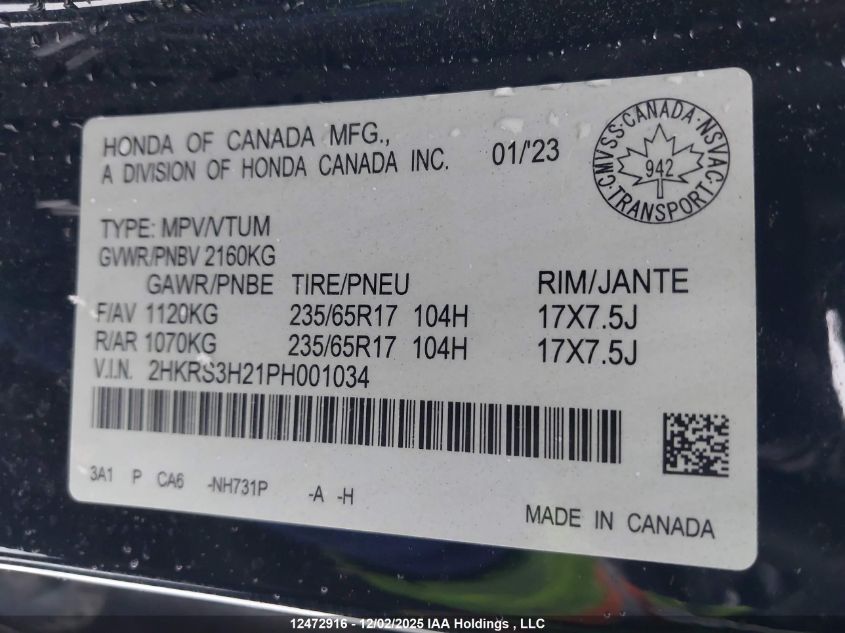 HONDA OF CANADA MFG.,
A DIVISION OF HONDA CANADA INC. 01/'23
CMVSS·CANADA·NSVAC
942
TRANSPORT
TYPE: MPV/VTUM
GVWR/PNBV 2160KG
GAWR/PNBE TIRE/PNEU RIM/JANTE
F/AV 1120KG 235/65R17 104H 17X7.5J
R/AR 1070KG 235/65R17 104H 17X7.5J
V.I.N. 2HKRS3H21PH001034
3A1 P CA6 -NH731P -A -H
MADE IN CANADA
12472916 - 12/02/2025 IAA Holdings , LLC